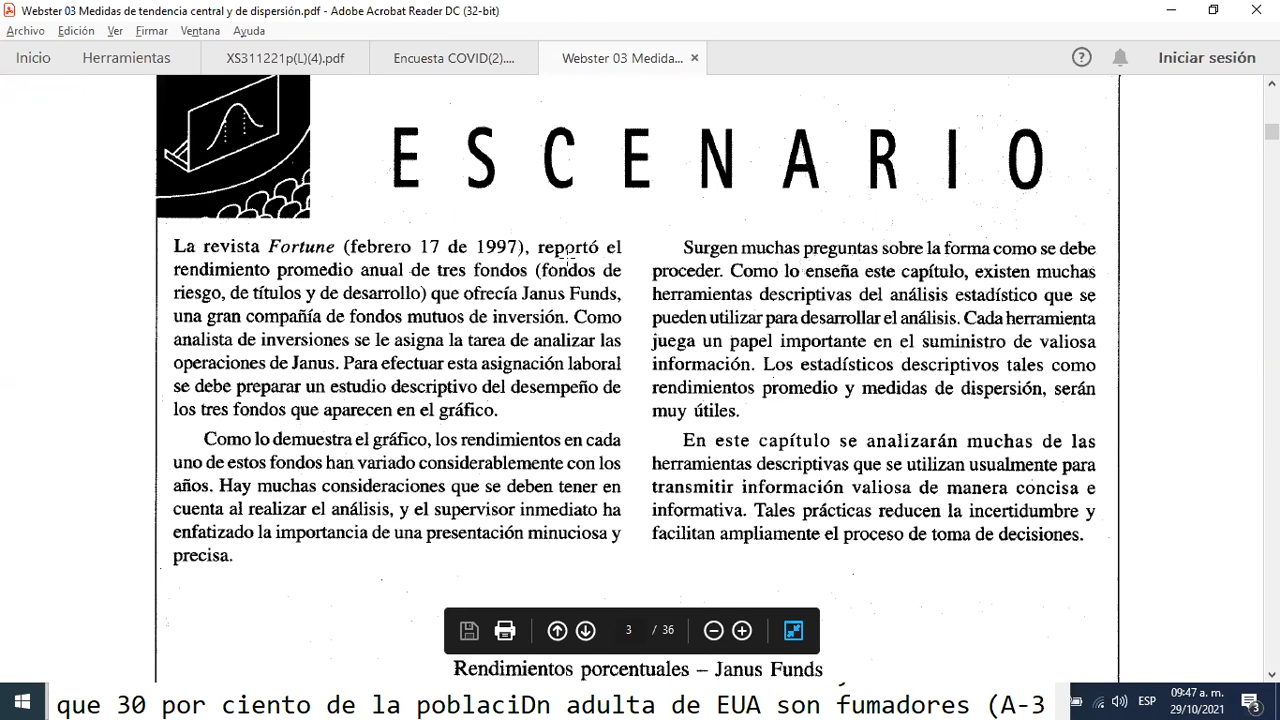 Webster 03 Medidas de tendencia central y de dispersión.pdf - Adobe Acrobat Reader DC (32-bit)
Archivo Edición Ver Firmar Ventana Ayuda
Inicio Herramientas XS311221p(L)(4).pdf Encuesta COVID(2).... Webster 03 Medida... × Iniciar sesión
ESCENARIO
La revista Fortune (febrero 17 de 1997), reportó el
rendimiento promedio anual de tres fondos (fondos de
riesgo, de títulos y de desarrollo) que ofrecía Janus Funds,
una gran compañía de fondos mutuos de inversión. Como
analista de inversiones se le asigna la tarea de analizar las
operaciones de Janus. Para efectuar esta asignación laboral
se debe preparar un estudio descriptivo del desempeño de
los tres fondos que aparecen en el gráfico.
Como lo demuestra el gráfico, los rendimientos en cada
uno de estos fondos han variado considerablemente con los
años. Hay muchas consideraciones que se deben tener en
cuenta al realizar el análisis, y el supervisor inmediato ha
enfatizado la importancia de una presentación minuciosa y
precisa.
Surgen muchas preguntas sobre la forma como se debe
proceder. Como lo enseña este capítulo, existen muchas
herramientas descriptivas del análisis estadístico que se
pueden utilizar para desarrollar el análisis. Cada herramienta
juega un papel importante en el suministro de valiosa
información. Los estadísticos descriptivos tales como
rendimientos promedio y medidas de dispersión, serán
muy útiles.
En este capítulo se analizarán muchas de las
herramientas descriptivas que se utilizan usualmente para
transmitir información valiosa de manera concisa e
informativa. Tales prácticas reducen la incertidumbre y
facilitan ampliamente el proceso de toma de decisiones.
3 / 36
Rendimientos porcentuales – Janus Funds
que 30 por ciento de la poblaciDn adulta de EUA son fumadores (A-3
ESP
09:47 a. m.
29/10/2021
3